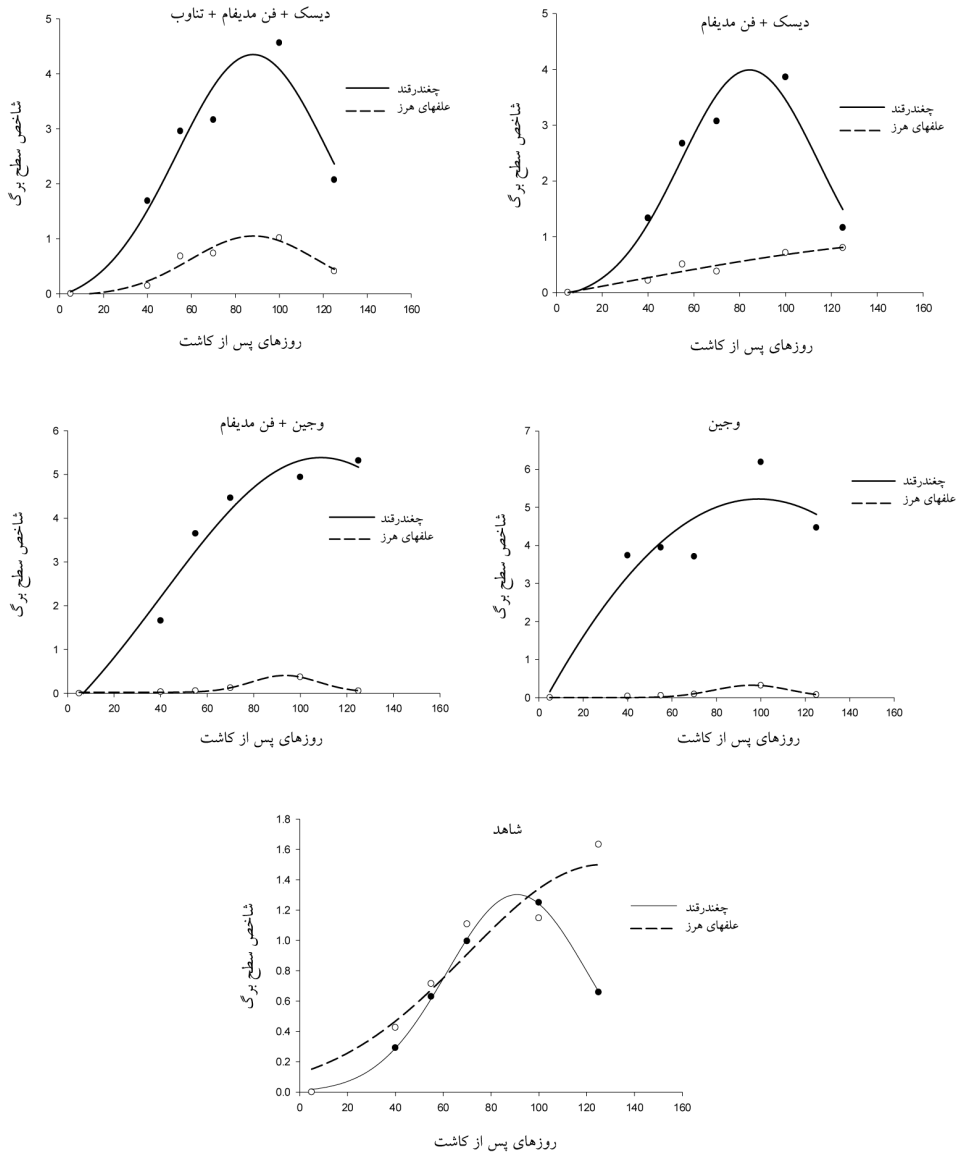 دیسک + فن مدیفام + تناوب
5
4
3
2
1
0
شاخص سطح برگ
چغندرقند
علفهای هرز
0 20 40 60 80 100 120 140 160
روزهای پس از کاشت
دیسک + فن مدیفام
5
4
3
2
1
0
شاخص سطح برگ
چغندرقند
علفهای هرز
0 20 40 60 80 100 120 140 160
روزهای پس از کاشت
وجین + فن مدیفام
6
5
4
3
2
1
0
شاخص سطح برگ
چغندرقند
علفهای هرز
0 20 40 60 80 100 120 140 160
روزهای پس از کاشت
وجین
7
6
5
4
3
2
1
0
شاخص سطح برگ
چغندرقند
علفهای هرز
0 20 40 60 80 100 120 140 160
روزهای پس از کاشت
شاهد
1.8
1.6
1.4
1.2
1.0
0.8
0.6
0.4
0.2
0.0
شاخص سطح برگ
چغندرقند
علفهای هرز
0 20 40 60 80 100 120 140 160
روزهای پس از کاشت